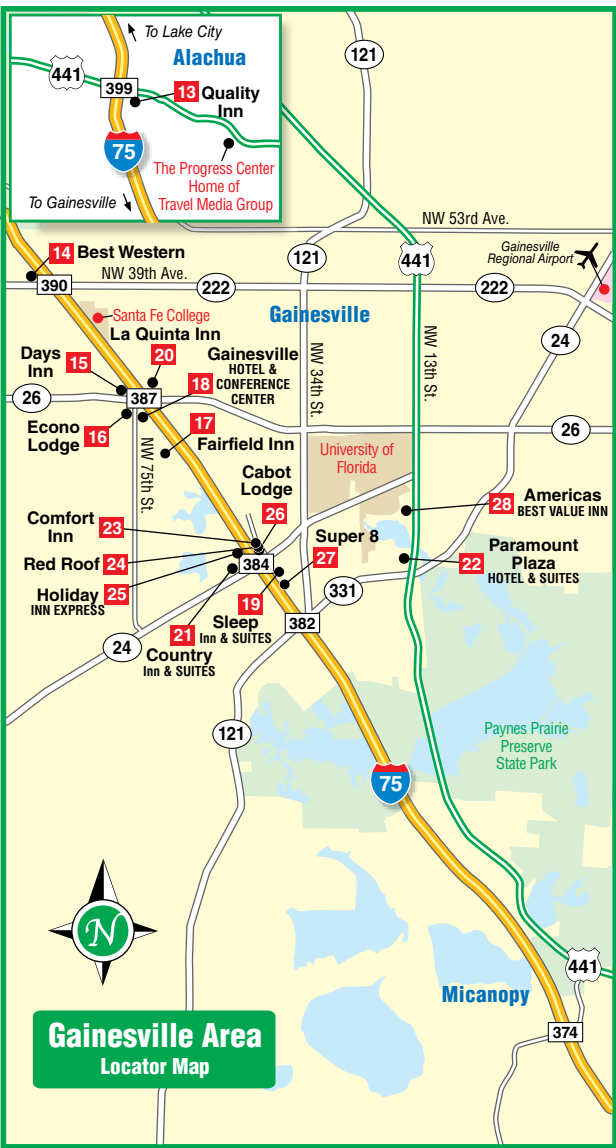 To Lake City
Alachua
441
399
13 Quality
Inn
75
The Progress Center
Home of
Travel Media Group
To Gainesville
121
NW 53rd Ave.
441
Gainesville
Regional Airport
14 Best Western
390
NW 39th Ave.
222
121
222
Gainesville
Santa Fe College
24
La Quinta Inn
20
Days
Inn
15
Gainesville
HOTEL &
CONFERENCE
CENTER
18
NW 34th St.
NW 13th St.
26
387
26
Econo
Lodge
16
17
Fairfield Inn
NW 75th St.
University of
Florida
Cabot
Lodge
26
Comfort
Inn
23
Americas
BEST VALUE INN
28
Super 8
27
Red Roof 24
384
Paramount
Plaza
HOTEL & SUITES
22
Holiday
INN EXPRESS
25
19
Sleep
Inn & SUITES
331
382
21
Country
Inn & SUITES
24
121
Paynes Prairie
Preserve
State Park
75
N
441
Micanopy
374
Gainesville Area
Locator Map